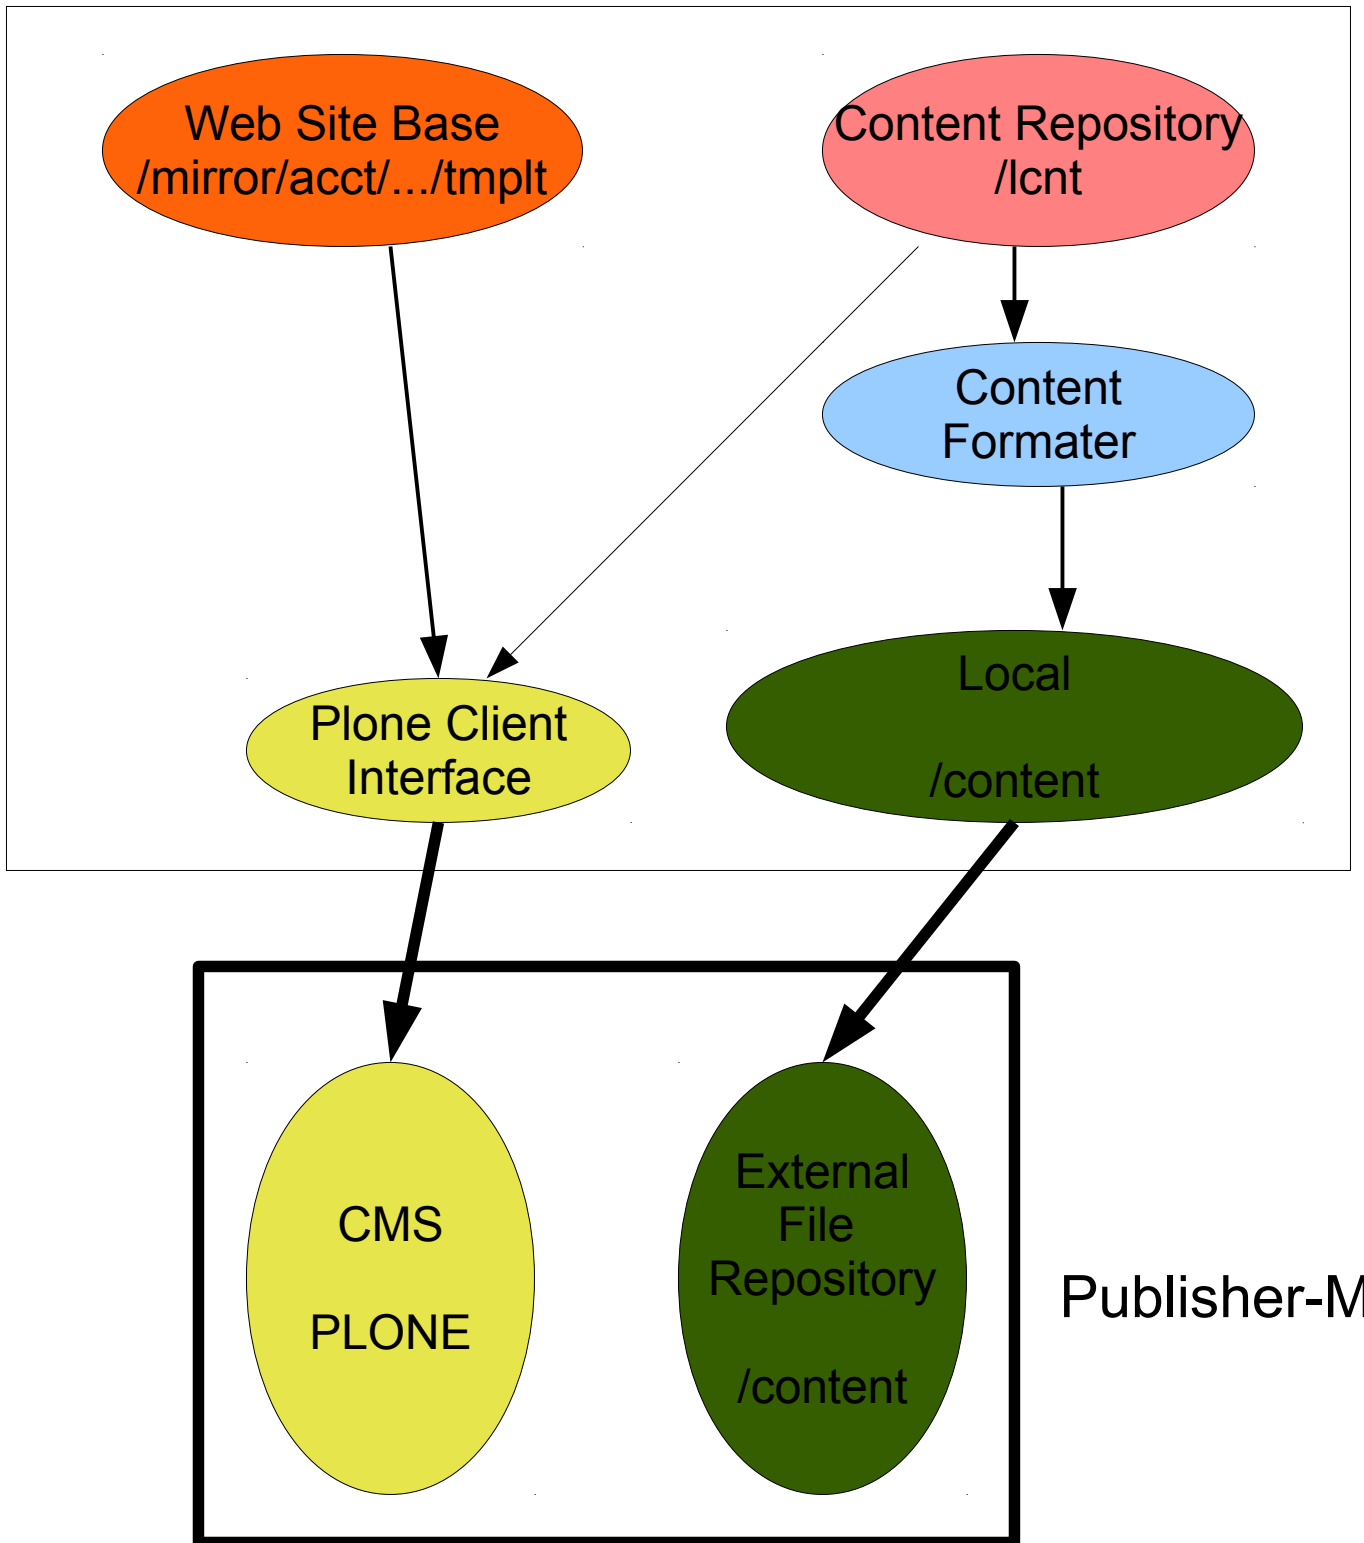 Web Site Base
/mirror/acct/.../tmplt
Content Repository
/lcnt
Content
Formater
Plone Client
Interface
Local
/content
CMS
PLONE
External
File
Repository
/content
Publisher-M